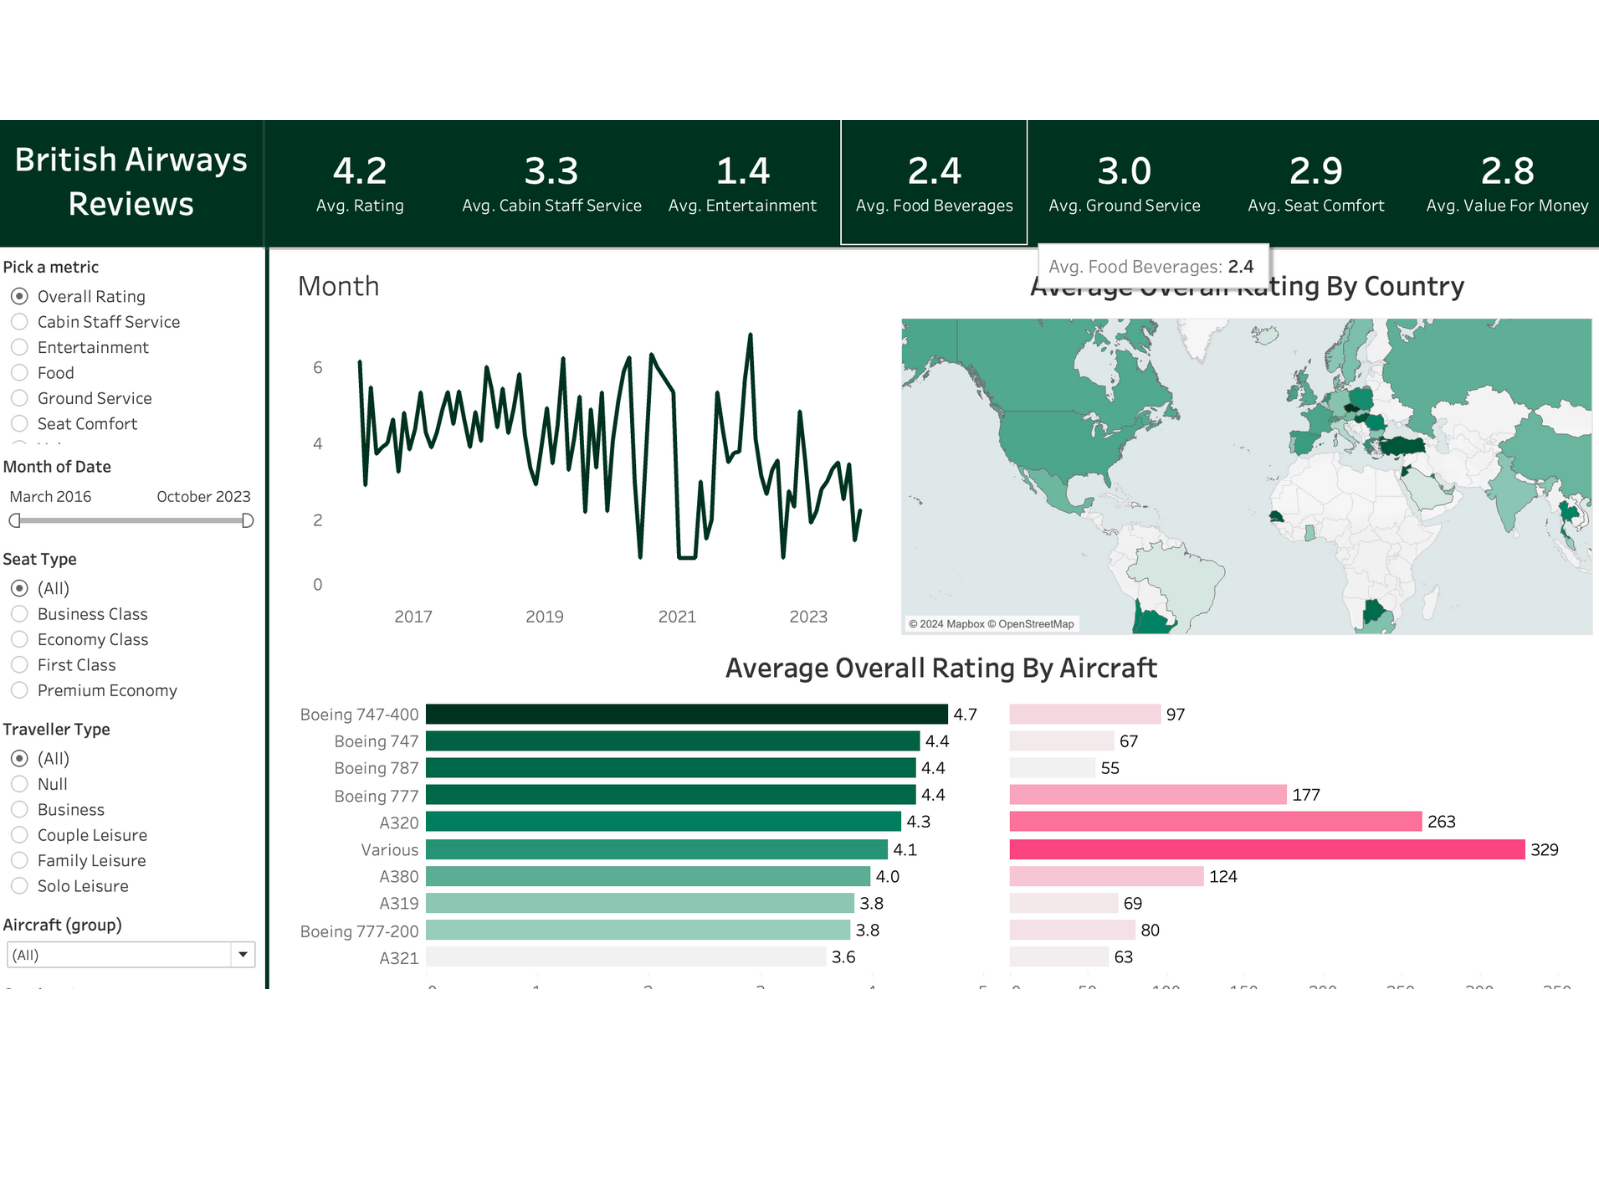 British Airways
Reviews
4.2
Avg. Rating
3.3
Avg. Cabin Staff Service
1.4
Avg. Entertainment
2.4
Avg. Food Beverages
3.0
Avg. Ground Service
2.9
Avg. Seat Comfort
2.8
Avg. Value For Money
Pick a metric
Overall Rating
Cabin Staff Service
Entertainment
Food
Ground Service
Seat Comfort
Month of Date
March 2016 October 2023
Seat Type
(All)
Business Class
Economy Class
First Class
Premium Economy
Traveller Type
(All)
Null
Business
Couple Leisure
Family Leisure
Solo Leisure
Aircraft (group)
(All)
Month
6
4
2
0
2017 2019 2021 2023
Avg. Food Beverages: 2.4
Average Overall Rating By Country
© 2024 Mapbox © OpenStreetMap
Average Overall Rating By Aircraft
Boeing 747-400 4.7 97
Boeing 747 4.4 67
Boeing 787 4.4 55
Boeing 777 4.4 177
A320 4.3 263
Various 4.1 329
A380 4.0 124
A319 3.8 69
Boeing 777-200 3.8 80
A321 3.6 63